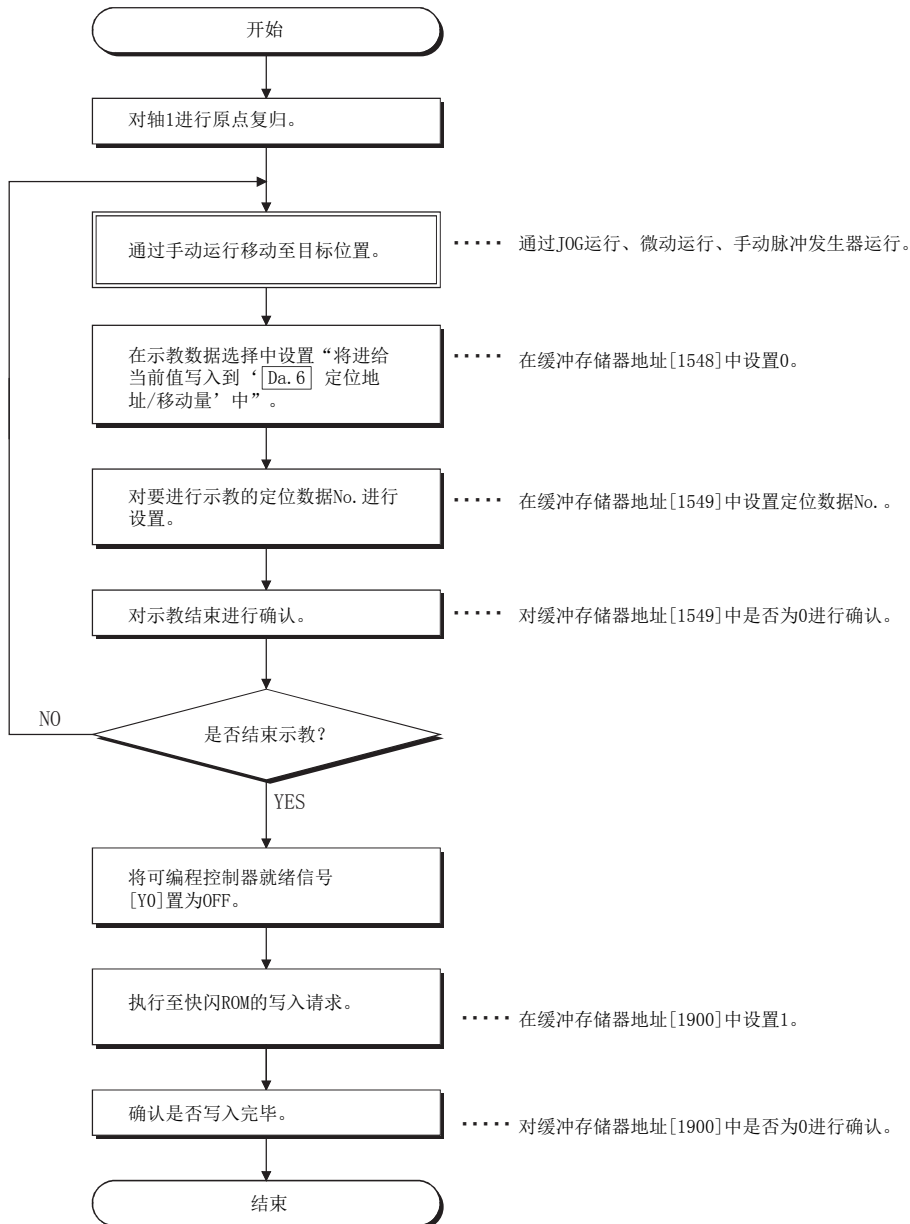 开始
对轴1进行原点复归。
通过手动运行移动至目标位置。
····· 通过JOG运行、微动运行、手动脉冲发生器运行。
在示教数据选择中设置“将进给
当前值写入到‘ Da.6 定位地
址/移动量’中”。
····· 在缓冲存储器地址[1548]中设置0。
对要进行示教的定位数据No.进行
设置。
····· 在缓冲存储器地址[1549]中设置定位数据No.。
对示教结束进行确认。
····· 对缓冲存储器地址[1549]中是否为0进行确认。
NO
是否结束示教？
YES
将可编程控制器就绪信号
[Y0]置为OFF。
执行至快闪ROM的写入请求。
····· 在缓冲存储器地址[1900]中设置1。
确认是否写入完毕。
····· 对缓冲存储器地址[1900]中是否为0进行确认。
结束